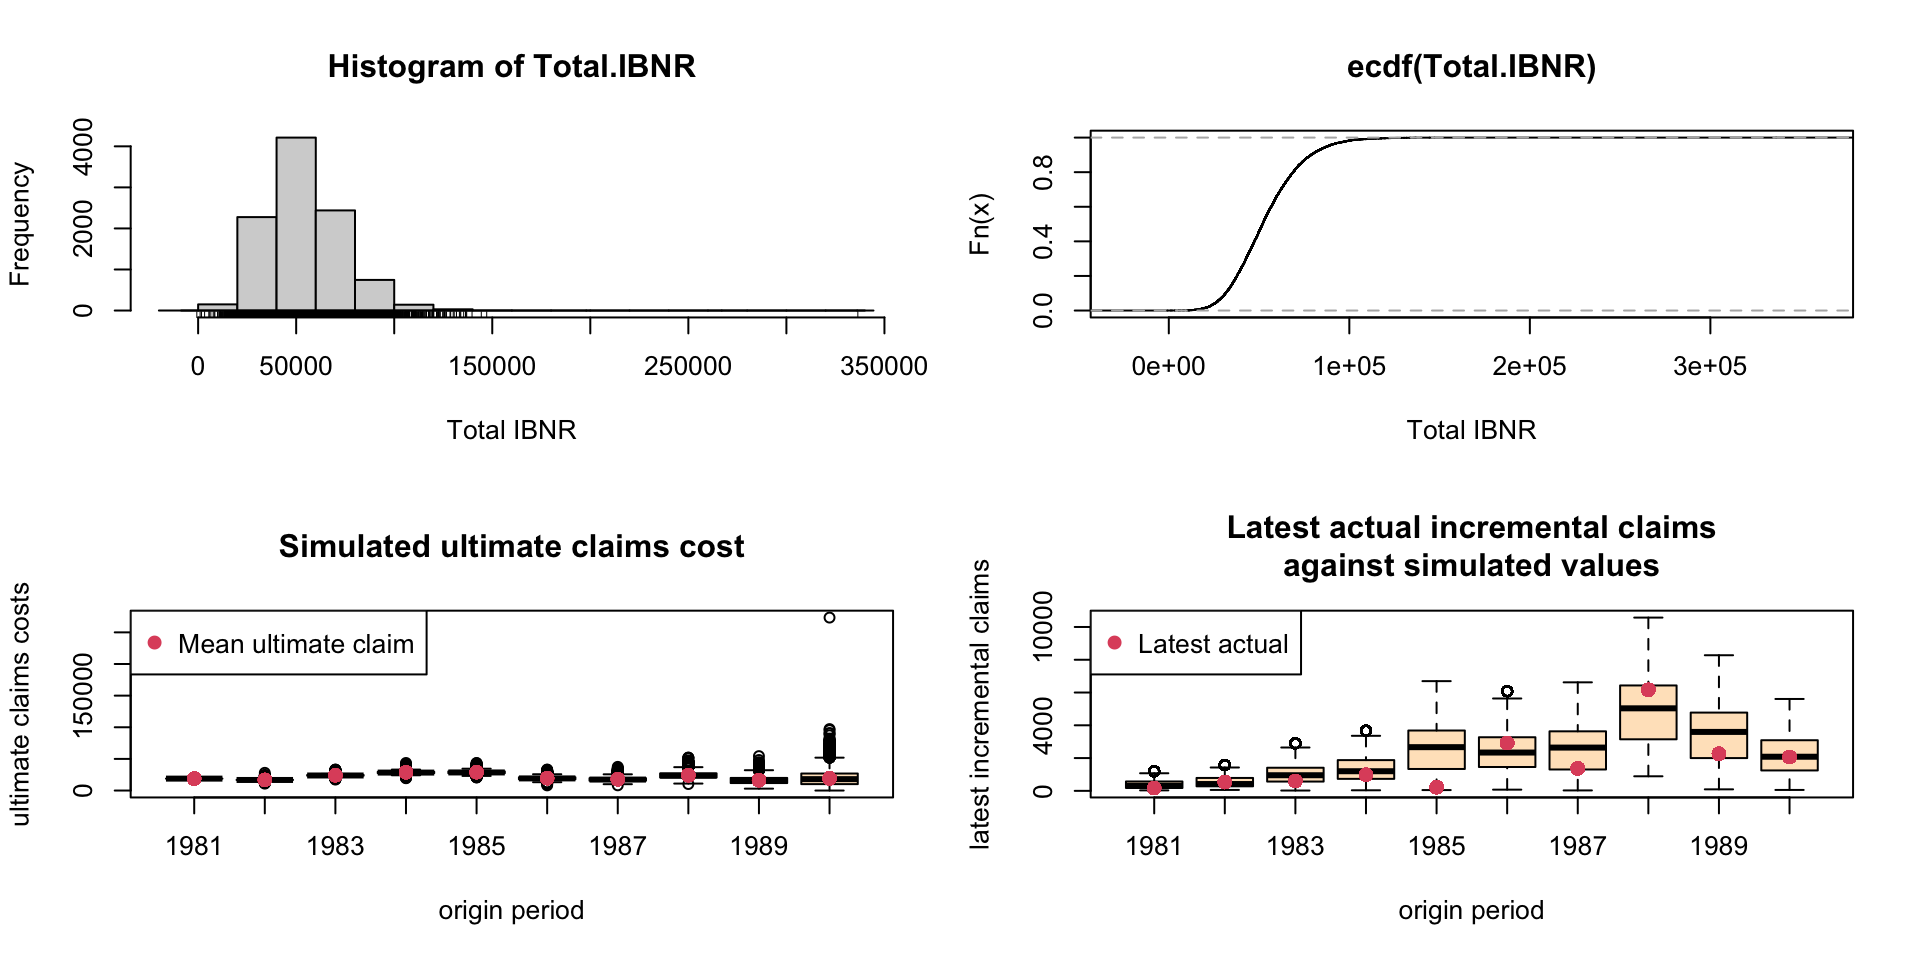 Histogram of Total.IBNR
Frequency
0
2000
4000
0
50000
150000
250000
350000
Total IBNR
ecdf(Total.IBNR)
Fn(x)
0.0
0.4
0.8
0e+00
1e+05
2e+05
3e+05
Total IBNR
Simulated ultimate claims cost
ultimate claims costs
0
150000
Mean ultimate claim
1981
1983
1985
1987
1989
origin period
Latest actual incremental claims
against simulated values
latest incremental claims
0
4000
10000
Latest actual
1981
1983
1985
1987
1989
origin period